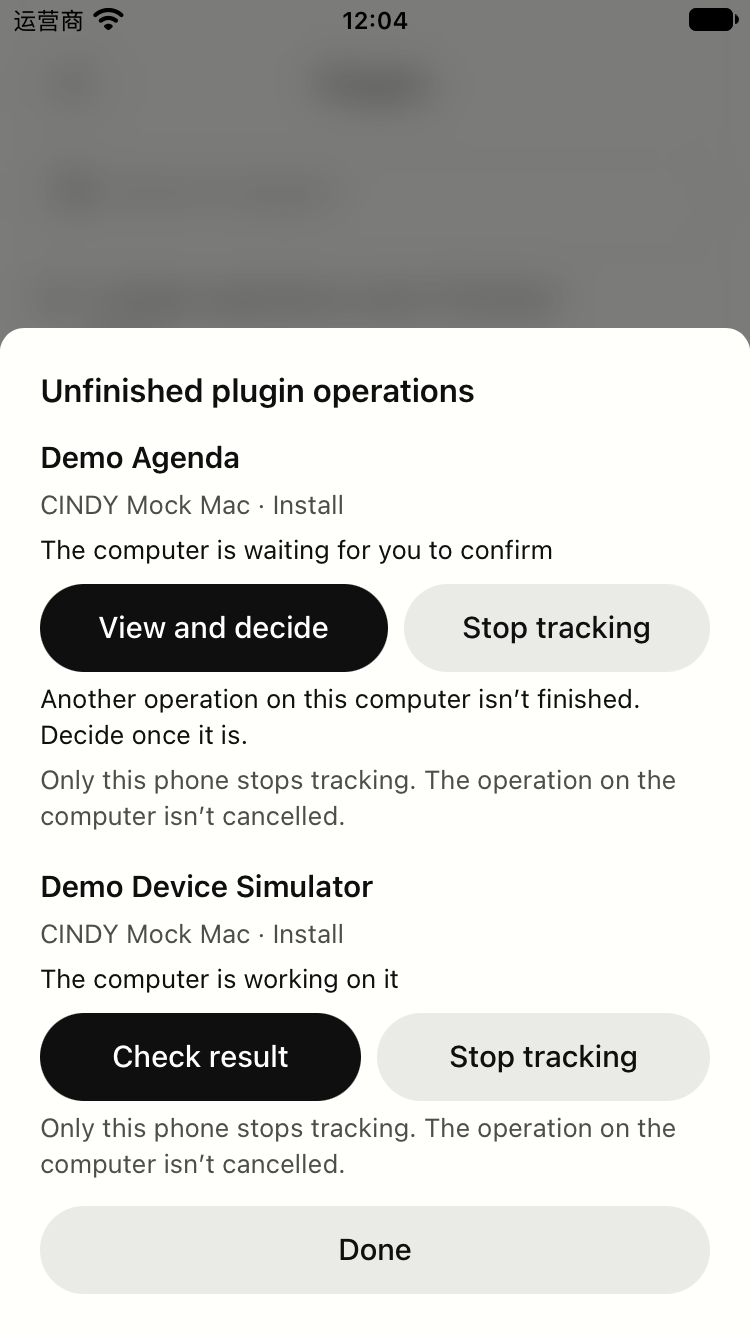 运营商
12:04
Unfinished plugin operations
Demo Agenda
CINDY Mock Mac · Install
The computer is waiting for you to confirm
View and decide
Stop tracking
Another operation on this computer isn’t finished.
Decide once it is.
Only this phone stops tracking. The operation on the
computer isn’t cancelled.
Demo Device Simulator
CINDY Mock Mac · Install
The computer is working on it
Check result
Stop tracking
Only this phone stops tracking. The operation on the
computer isn’t cancelled.
Done